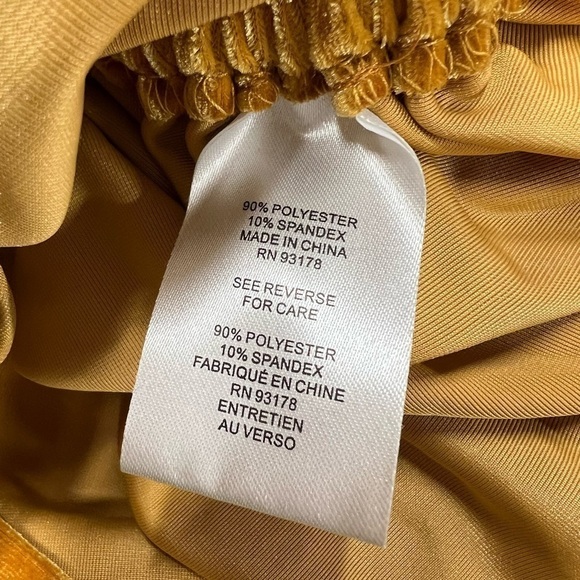 90% POLYESTER
10% SPANDEX
MADE IN CHINA
RN 93178
SEE REVERSE
FOR CARE
90% POLYESTER
10% SPANDEX
FABRIQUÉ EN CHINE
RN 93178
ENTRETIEN
AU VERSO